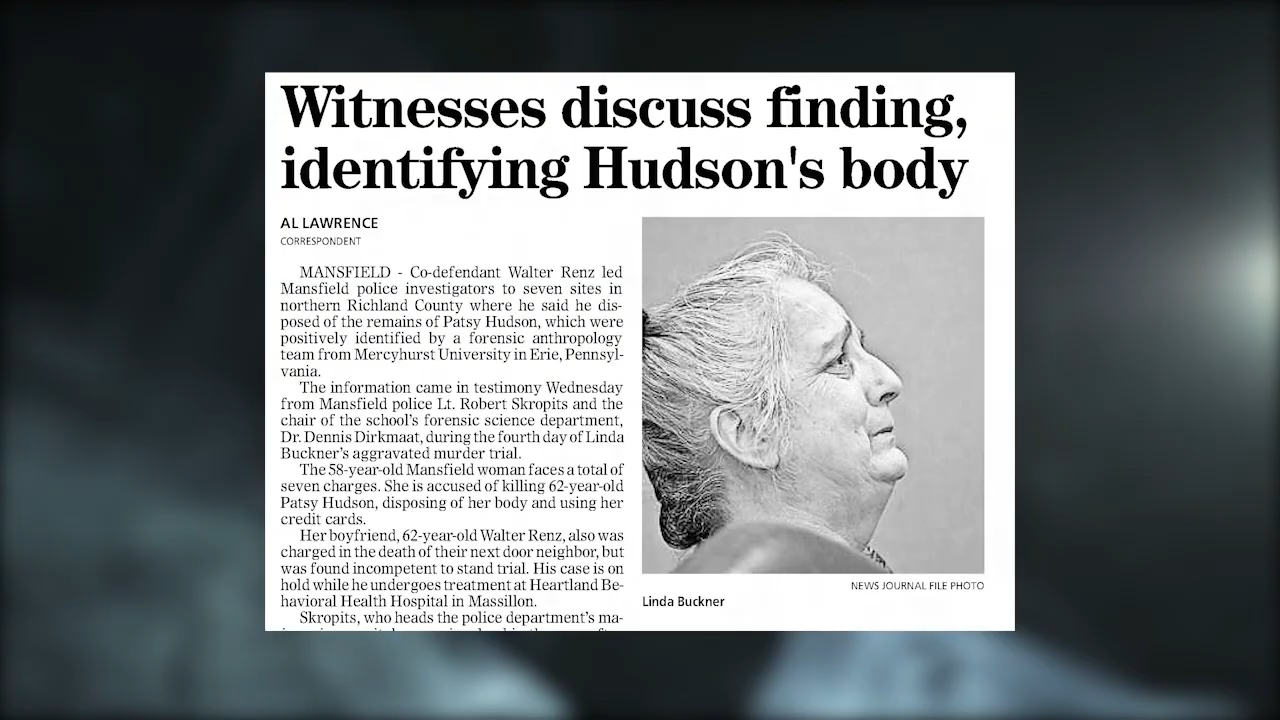 Witnesses discuss finding,
identifying Hudson's body
AL LAWRENCE
CORRESPONDENT
MANSFIELD - Co-defendant Walter Renz led
Mansfield police investigators to seven sites in
northern Richland County where he said he dis-
posed of the remains of Patsy Hudson, which were
positively identified by a forensic anthropology
team from Mercyhurst University in Erie, Pennsyl-
vania.
The information came in testimony Wednesday
from Mansfield police Lt. Robert Skropits and the
chair of the school's forensic science department,
Dr. Dennis Dirkmaat, during the fourth day of Linda
Buckner's aggravated murder trial.
The 58-year-old Mansfield woman faces a total of
seven charges. She is accused of killing 62-year-old
Patsy Hudson, disposing of her body and using her
credit cards.
Her boyfriend, 62-year-old Walter Renz, also was
charged in the death of their next door neighbor, but
was found incompetent to stand trial. His case is on
hold while he undergoes treatment at Heartland Be-
havioral Health Hospital in Massillon.
Skropits, who heads the police department's ma-
NEWS JOURNAL FILE PHOTO
Linda Buckner